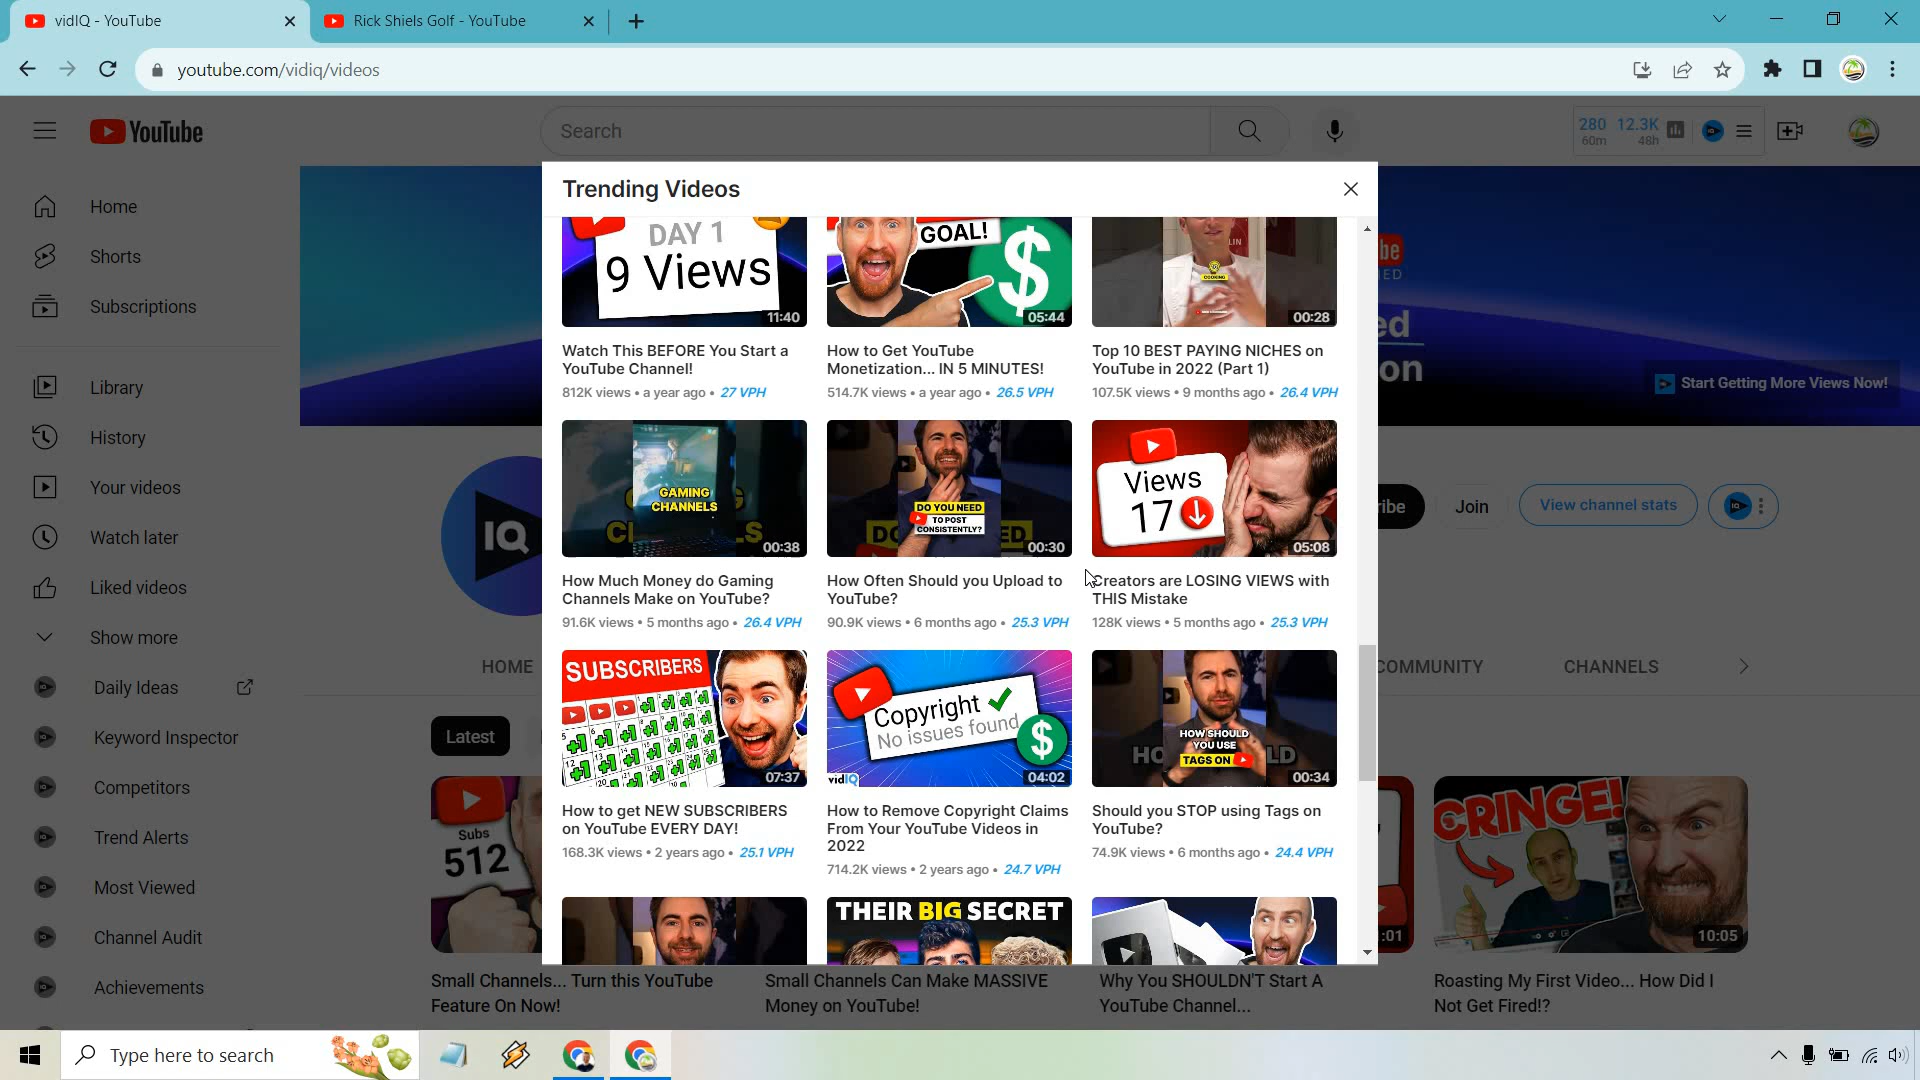 vidIQ - YouTube
Rick Shiels Golf - YouTube
youtube.com/vidiq/videos
YouTube
Search
280 12.3K
60m 48h
Home
Shorts
Subscriptions
Library
History
Your videos
Watch later
Liked videos
Show more
Daily Ideas
Keyword Inspector
Competitors
Trend Alerts
Most Viewed
Channel Audit
Achievements
Trending Videos
DAY 1
9 Views
11:40
GOAL!
$
05:44
COOKING
00:28
Watch This BEFORE You Start a
YouTube Channel!
812K views • a year ago • 27 VPH
How to Get YouTube
Monetization... IN 5 MINUTES!
514.7K views • a year ago • 26.5 VPH
Top 10 BEST PAYING NICHES on
YouTube in 2022 (Part 1)
107.5K views • 9 months ago • 26.4 VPH
GAMING
CHANNELS
00:38
DO YOU NEED
TO POST
CONSISTENTLY?
00:30
Views
17
05:08
How Much Money do Gaming
Channels Make on YouTube?
91.6K views • 5 months ago • 26.4 VPH
How Often Should you Upload to
YouTube?
90.9K views • 6 months ago • 25.3 VPH
Creators are LOSING VIEWS with
THIS Mistake
128K views • 5 months ago • 25.3 VPH
SUBSCRIBERS
07:37
Copyright
No issues found
$
vidIQ
04:02
HOW SHOULD
YOU USE
TAGS ON
00:34
How to get NEW SUBSCRIBERS
on YouTube EVERY DAY!
168.3K views • 2 years ago • 25.1 VPH
How to Remove Copyright Claims
From Your YouTube Videos in
2022
714.2K views • 2 years ago • 24.7 VPH
Should you STOP using Tags on
YouTube?
74.9K views • 6 months ago • 24.4 VPH
THEIR BIG SECRET
Start Getting More Views Now!
IQ
Join
View channel stats
HOME
COMMUNITY
CHANNELS
Latest
Subs
512
CRINGE!
10:05
Small Channels... Turn this YouTube
Feature On Now!
Small Channels Can Make MASSIVE
Money on YouTube!
Why You SHOULDN'T Start A
YouTube Channel...
Roasting My First Video... How Did I
Not Get Fired!?
Type here to search